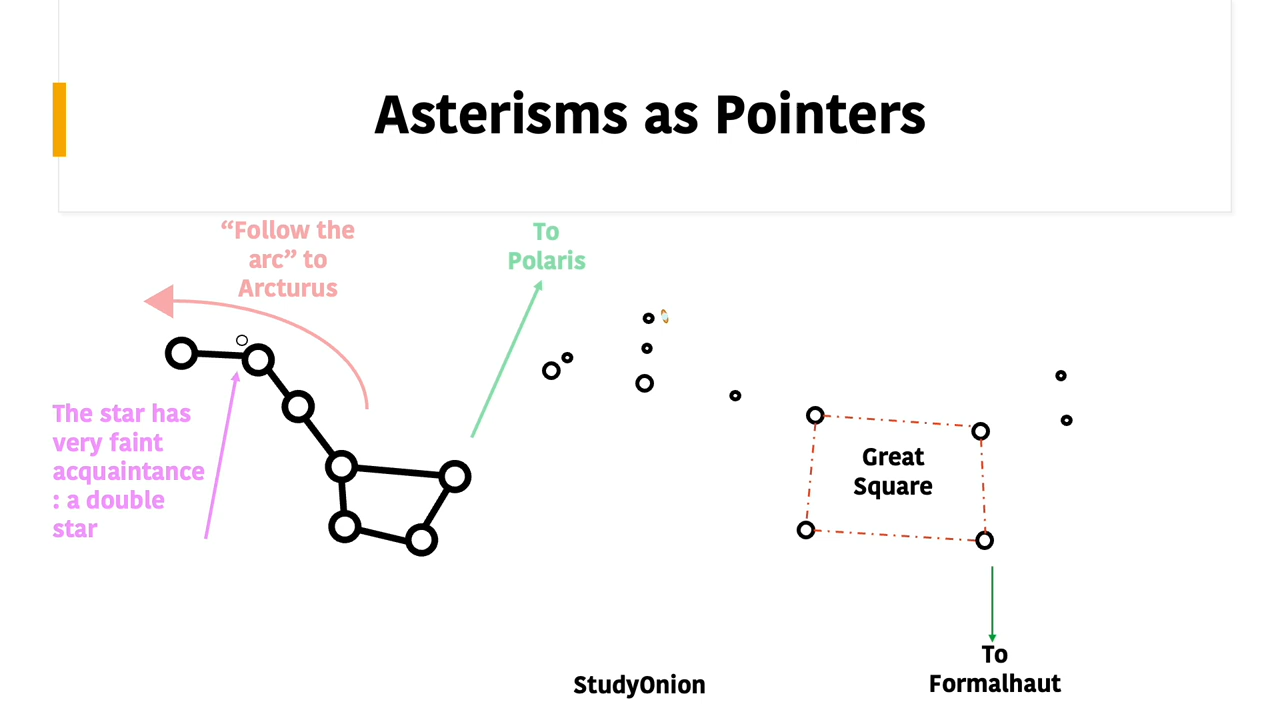 Asterisms as Pointers
“Follow the
arc” to
Arcturus
To
Polaris
The star has
very faint
acquaintance
: a double
star
Great
Square
To
Formalhaut
StudyOnion